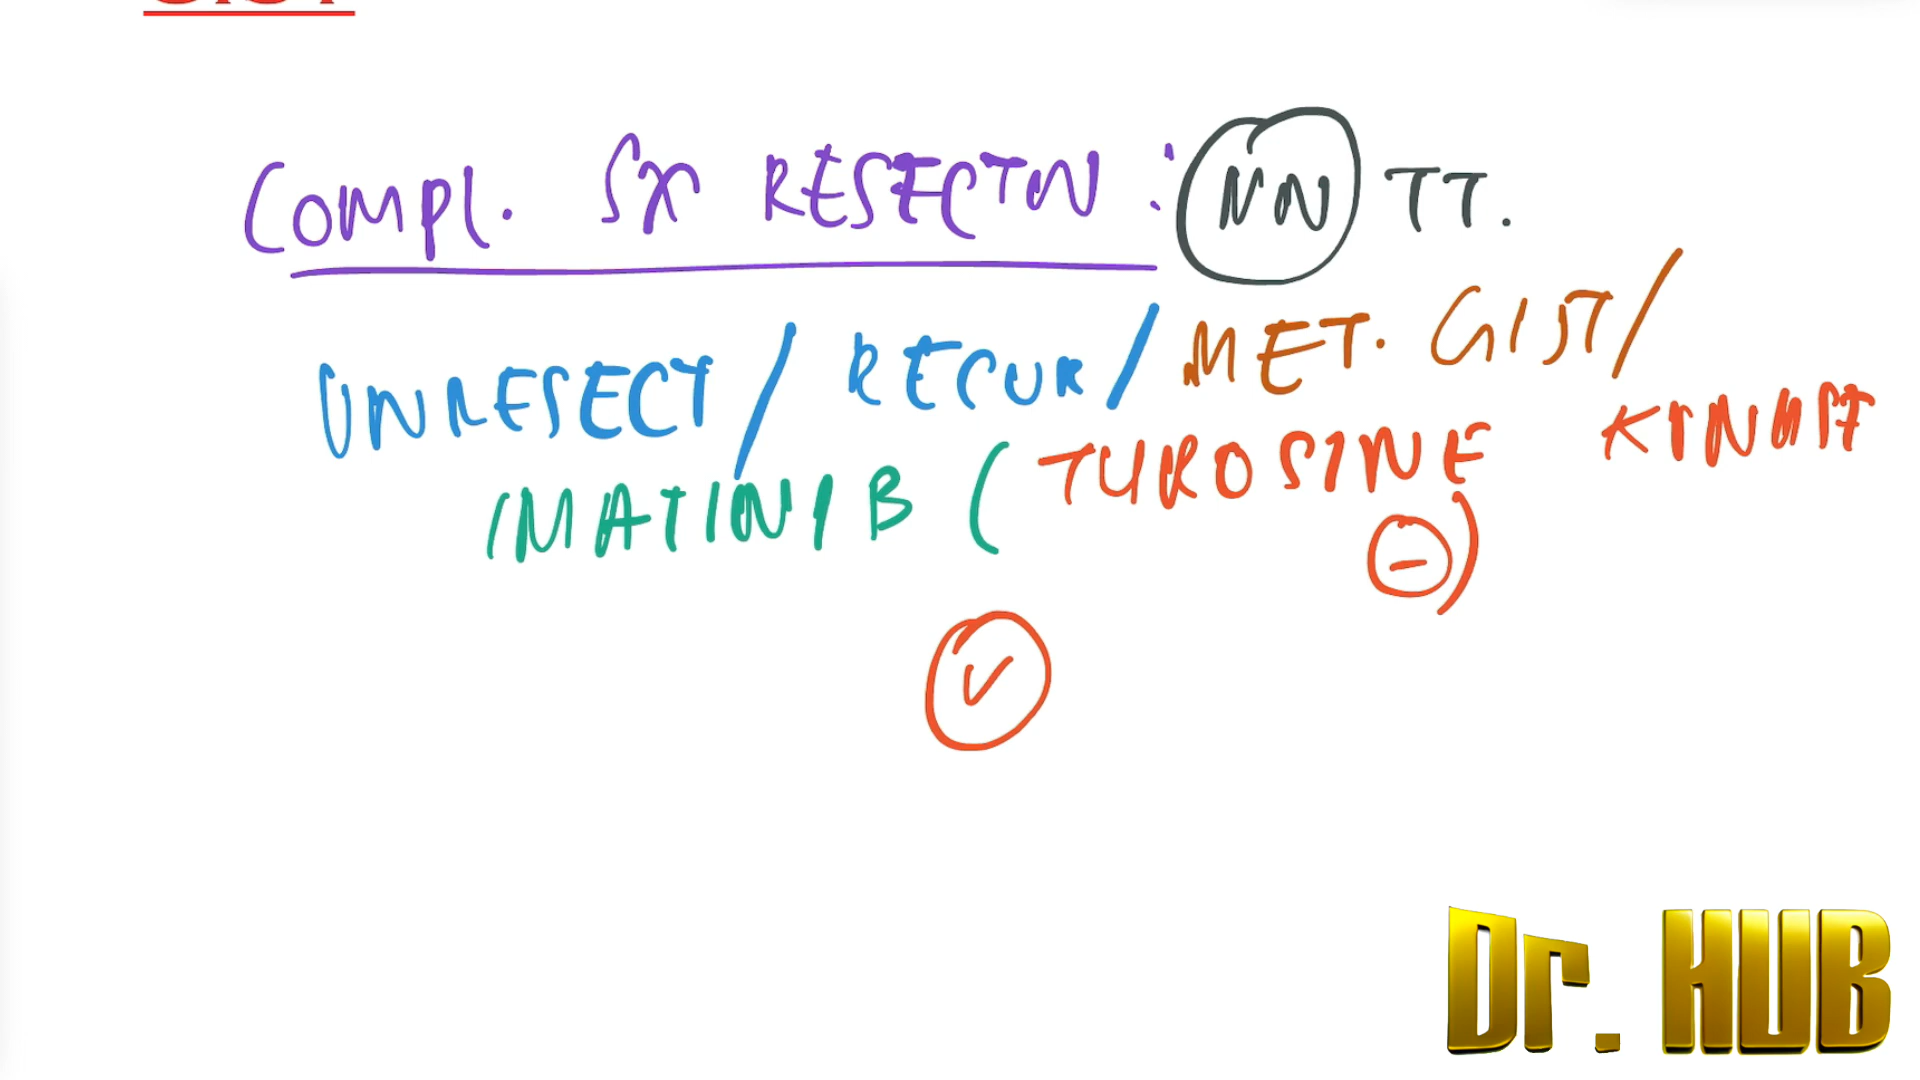 COMPL. SX RESECTN : NN TT.
UNRESECT / RECUR / MET. GIST /
IMATINIB ( TYROSINE KINASE
-)
Dr. HUB